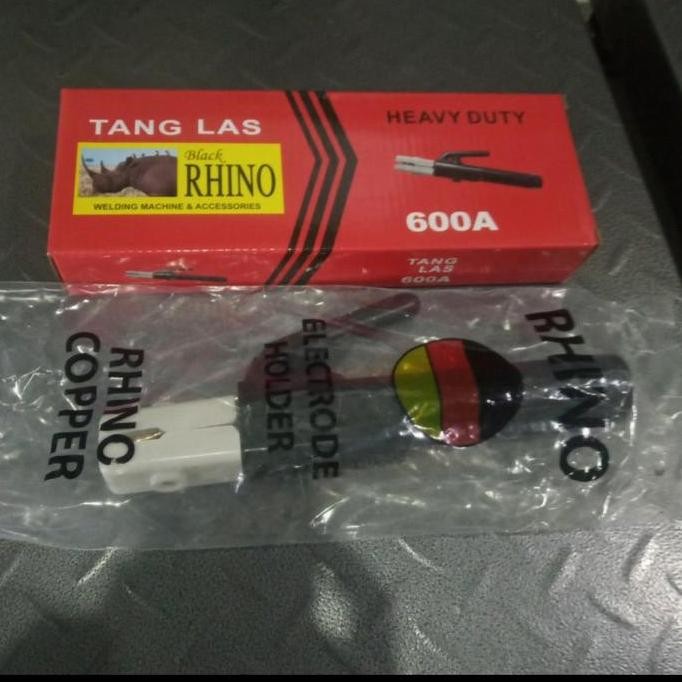 TANG LAS
Black
RHINO
WELDING MACHINE & ACCESSORIES
HEAVY DUTY
600A
TANG
LAS
600A
RHINO
COPPER
ELECTRODE
HOLDER
RHINO